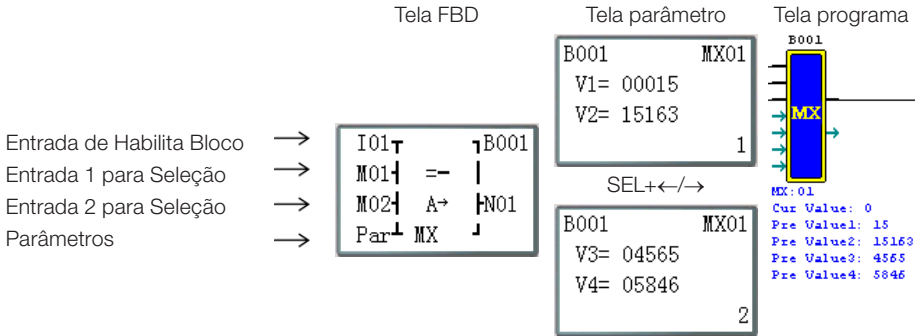 Tela FBD
Tela parâmetro
Tela programa
Entrada de Habilita Bloco
Entrada 1 para Seleção
Entrada 2 para Seleção
Parâmetros
I01 B001
M01 =-
M02 A→ N01
Par MX
B001 MX01
V1= 00015
V2= 15163
1
SEL+←/→
B001 MX01
V3= 04565
V4= 05846
2
B001
MX
MX:01
Cur Value: 0
Pre Value1: 15
Pre Value2: 15163
Pre Value3: 4565
Pre Value4: 5846